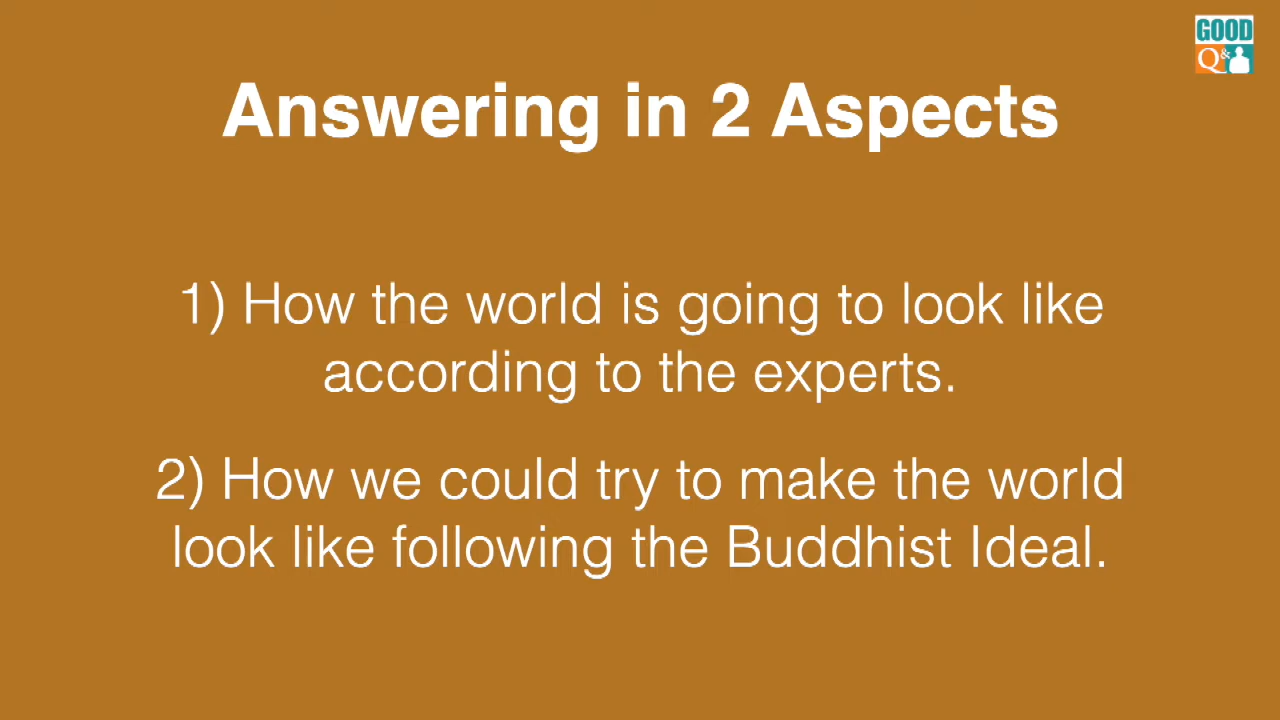 GOOD
Q&
Answering in 2 Aspects
1) How the world is going to look like
according to the experts.
2) How we could try to make the world
look like following the Buddhist Ideal.